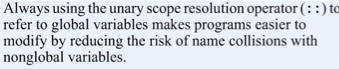 Always using the unary scope resolution operator (::) to
refer to global variables makes programs easier to
modify by reducing the risk of name collisions with
nonglobal variables.